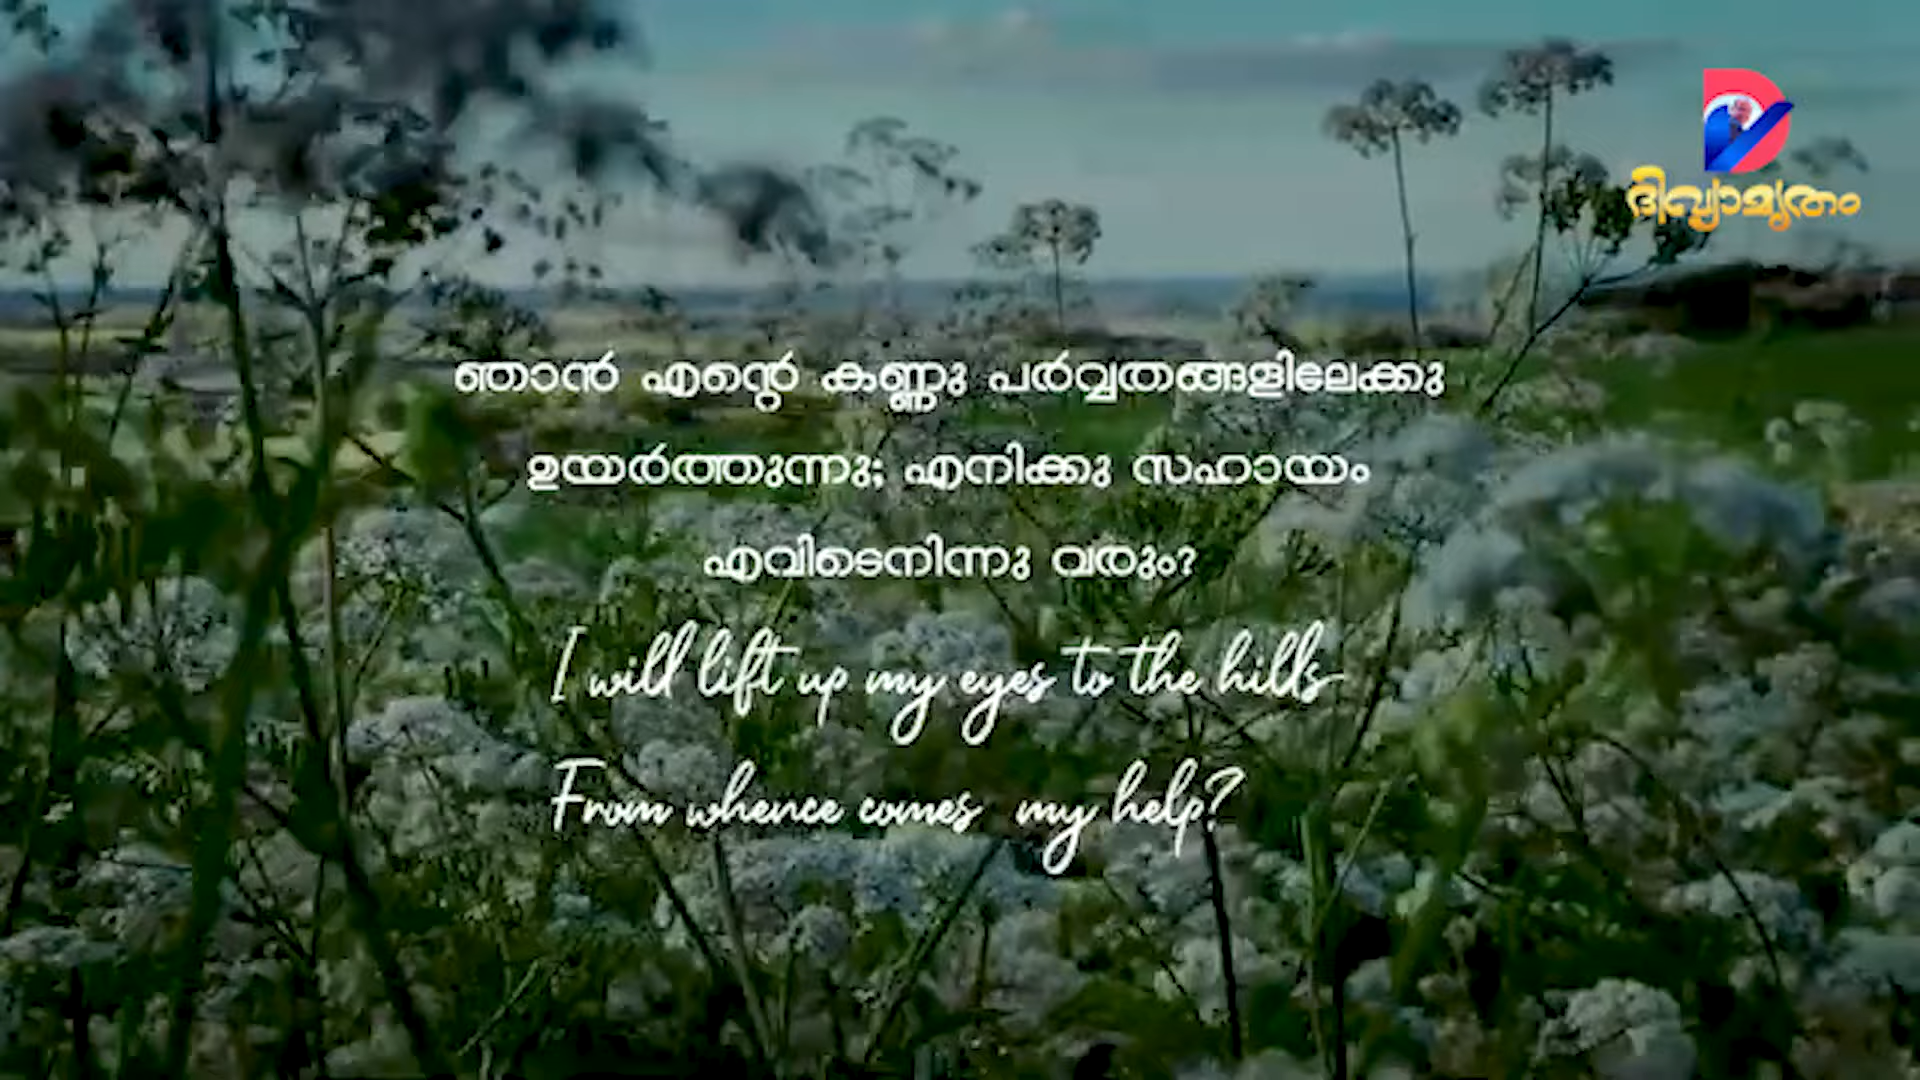 ദിവ്യാമൃതം
ഞാൻ എന്റെ കണ്ണു പർവ്വതങ്ങളിലേക്കു
ഉയർത്തുന്നു; എനിക്കു സഹായം
എവിടെനിന്നു വരും?
I will lift up my eyes to the hills
From whence comes my help?